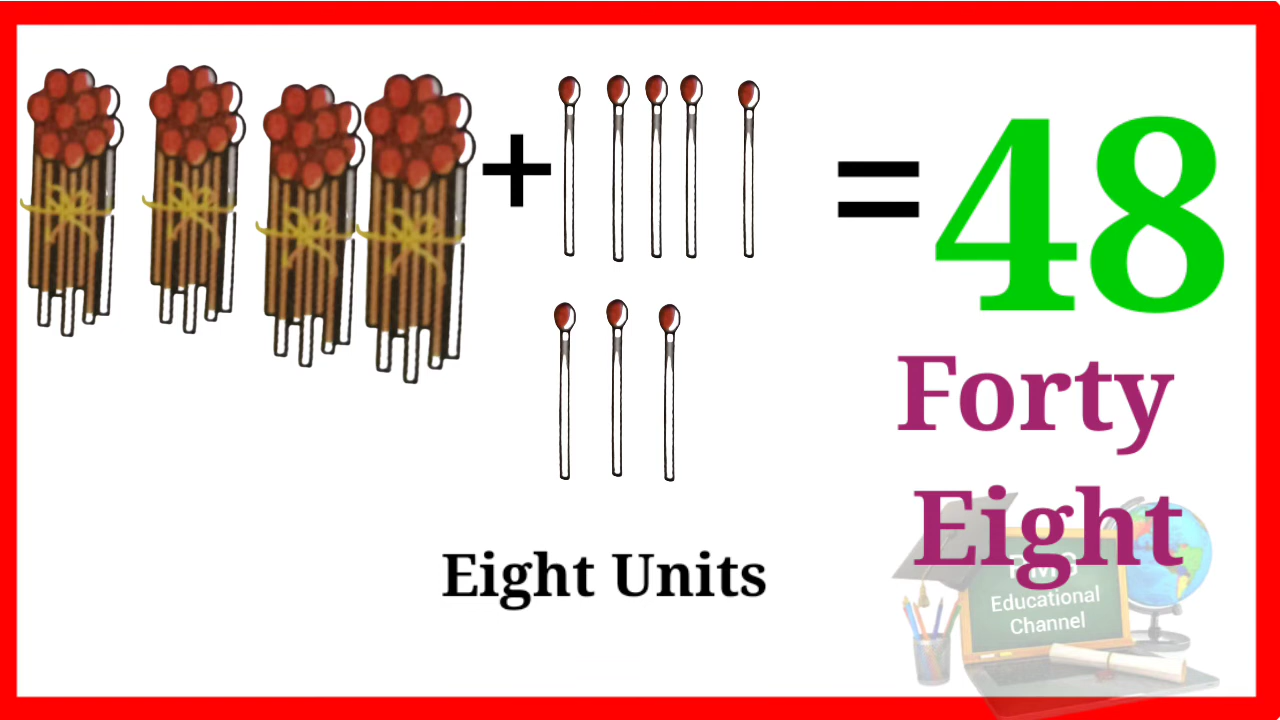 +
= 48
Forty
Eight
Eight Units
Educational
Channel